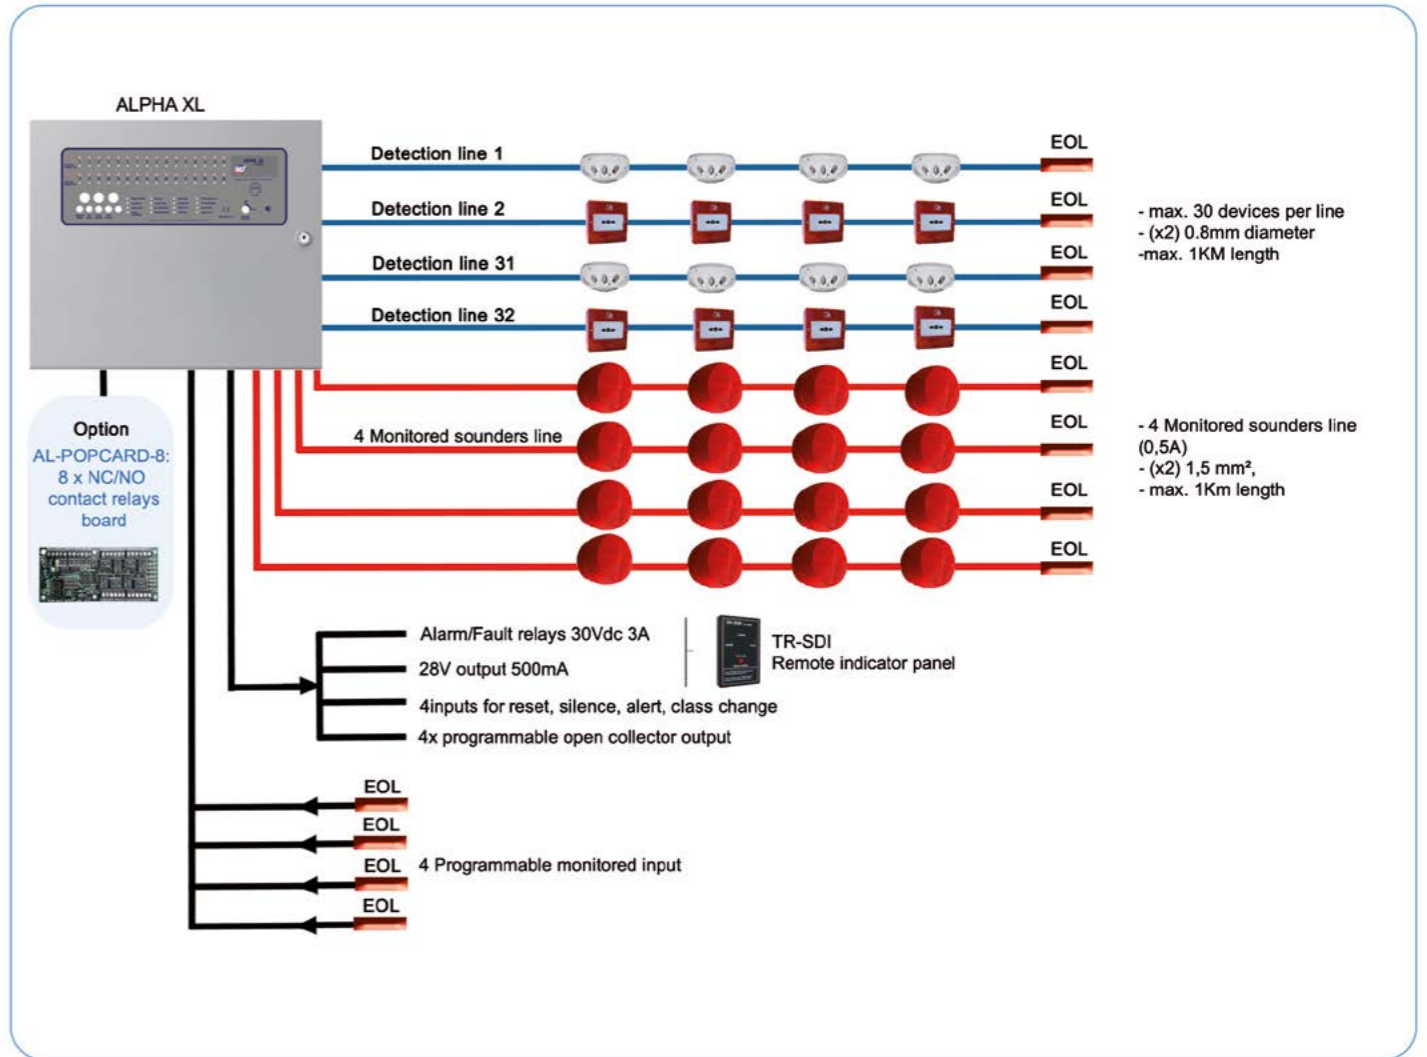 ALPHA XL
Detection line 1
EOL
Detection line 2
EOL
Detection line 31
EOL
Detection line 32
EOL
- max. 30 devices per line
- (x2) 0.8mm diameter
-max. 1KM length
EOL
4 Monitored sounders line
EOL
EOL
EOL
- 4 Monitored sounders line
(0,5A)
- (x2) 1,5 mm²,
- max. 1Km length
Option
AL-POPCARD-8:
8 x NC/NO
contact relays
board
Alarm/Fault relays 30Vdc 3A
28V output 500mA
4inputs for reset, silence, alert, class change
4x programmable open collector output
TR-SDI
Remote indicator panel
EOL
EOL
EOL
EOL
4 Programmable monitored input